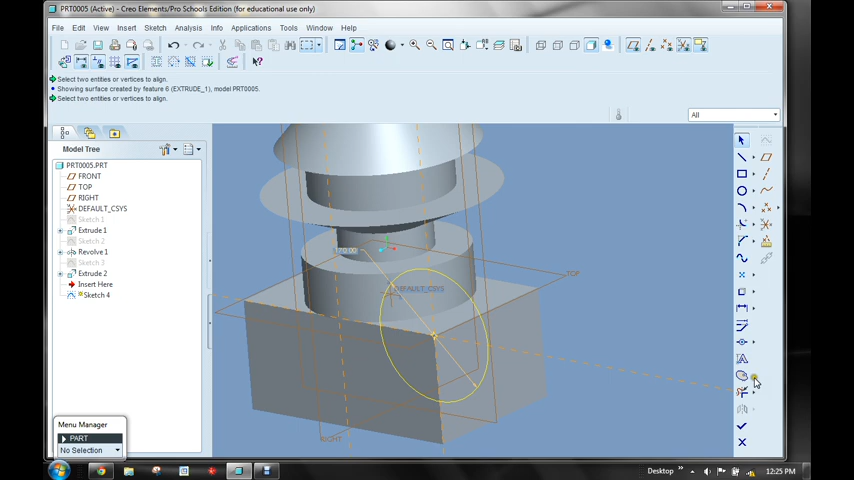 PRT0005 (Active) - Creo Elements/Pro Schools Edition (for educational use only)
File Edit View Insert Sketch Analysis Info Applications Tools Window Help
Select two entities or vertices to align.
Showing surface created by feature 6 (EXTRUDE_1), model PRT0005.
Select two entities or vertices to align.
All
Model Tree
PRT0005.PRT
FRONT
TOP
RIGHT
DEFAULT_CSYS
Sketch 1
Extrude 1
Sketch 2
Revolve 1
Sketch 3
Extrude 2
Insert Here
Sketch 4
TOP
DEFAULT_CSYS
RIGHT
Menu Manager
PART
No Selection
Desktop
12:25 PM